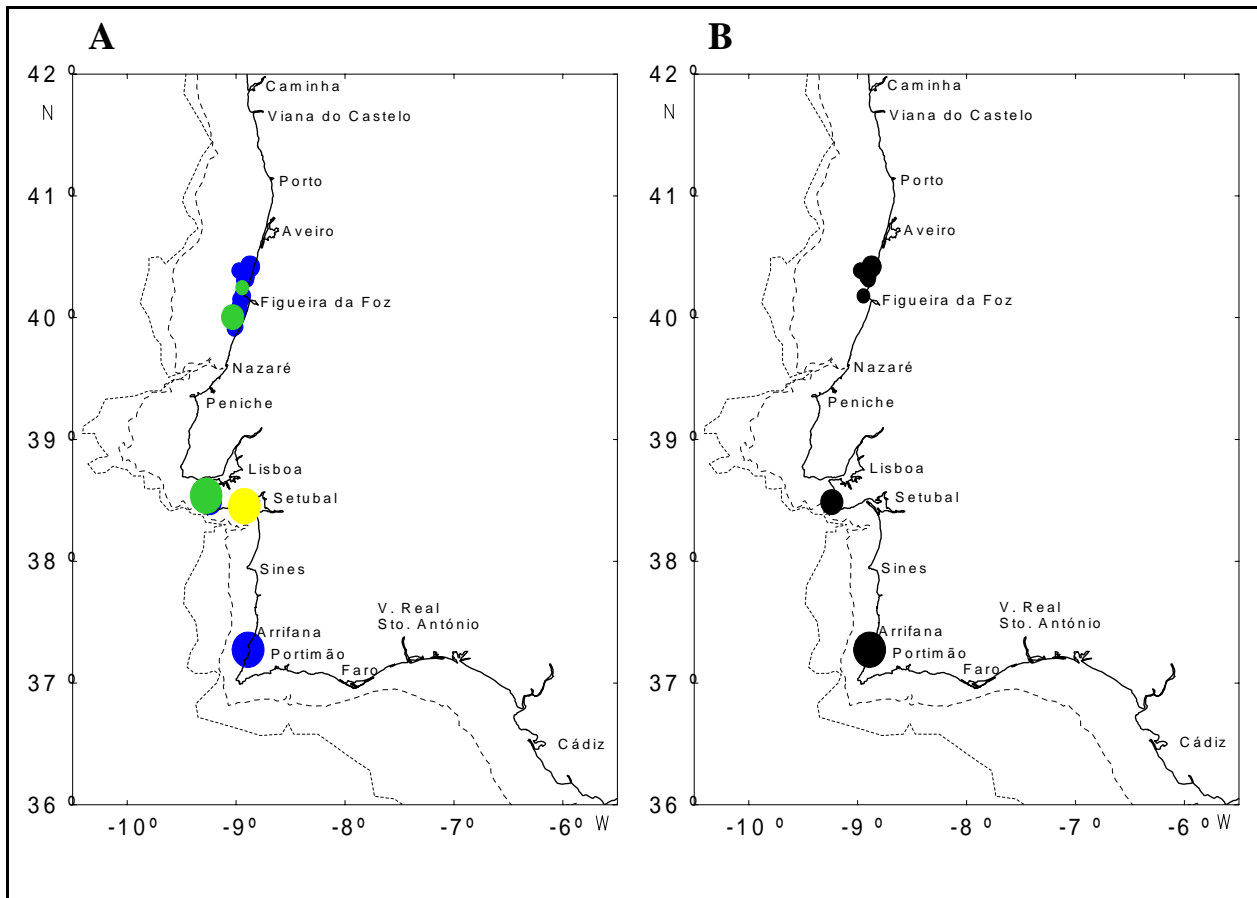 A
42 º
N
Caminha
Viana do Castelo
41 º
Porto
Aveiro
40 º
Figueira da Foz
Nazaré
Peniche
39 º
Lisboa
Setubal
38 º
Sines
V. Real
Sto. António
Arrifana
Portimão
Faro
37 º
Cádiz
36 º
-10 º -9 º -8 º -7 º -6 º W
B
42 º
N
Caminha
Viana do Castelo
41 º
Porto
Aveiro
40 º
Figueira da Foz
Nazaré
Peniche
39 º
Lisboa
Setubal
38 º
Sines
V. Real
Sto. António
Arrifana
Portimão
Faro
37 º
Cádiz
36 º
-10 º -9 º -8 º -7 º -6 º W